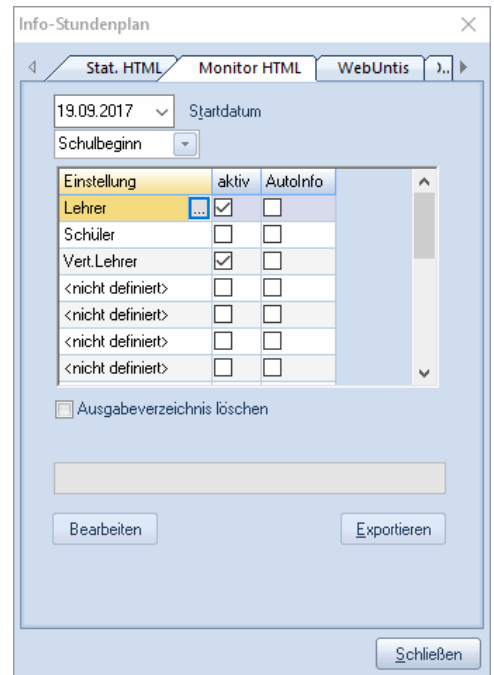 Info-Stundenplan
Stat. HTML Monitor HTML WebUntis
19.09.2017 Startdatum
Schulbeginn
Einstellung aktiv AutoInfo
Lehrer ...
Schüler
Vert.Lehrer
<nicht definiert>
<nicht definiert>
<nicht definiert>
<nicht definiert>
Ausgabeverzeichnis löschen
Bearbeiten Exportieren
Schließen